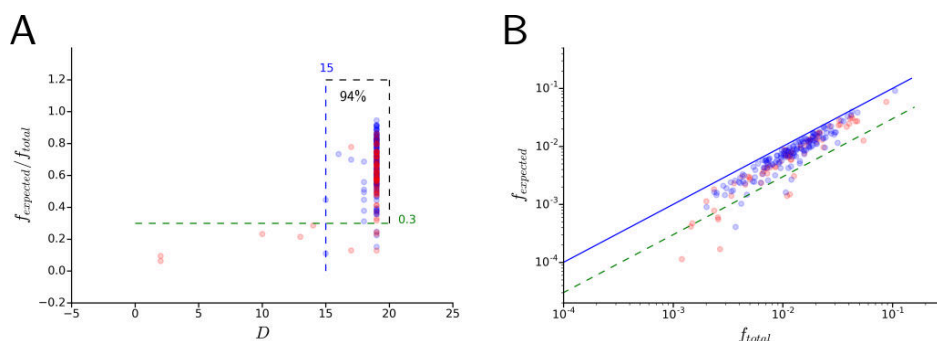 A
B
f_expected / f_total
1.2
1.0
0.8
0.6
0.4
0.2
0.0
−0.2
15
94%
0.3
−5 0 5 10 15 20 25
D
f_expected
10^-1
10^-2
10^-3
10^-4
10^-4 10^-3 10^-2 10^-1
f_total